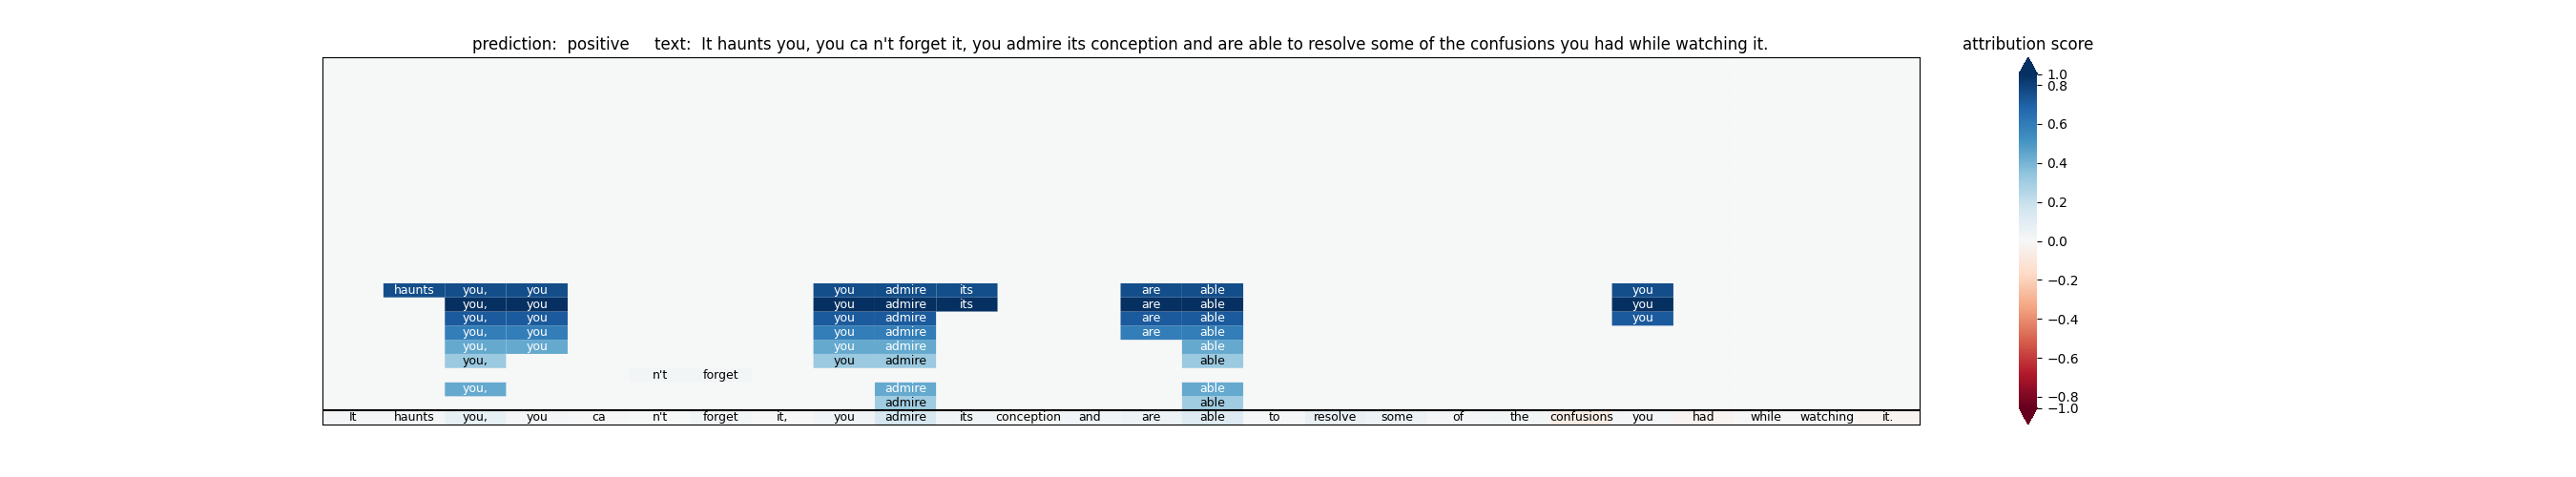 prediction:  positive     text:  It haunts you, you ca n't forget it, you admire its conception and are able to resolve some of the confusions you had while watching it.
attribution score
1.0
0.8
0.6
0.4
0.2
0.0
−0.2
−0.4
−0.6
−0.8
−1.0
haunts you, you you admire its are able you
you, you you admire its are able you
you, you you admire are able you
you, you you admire are able
you, you you admire able
you, you admire able
n't forget
you, admire able
admire able
It haunts you, you ca n't forget it, you admire its conception and are able to resolve some of the confusions you had while watching it.